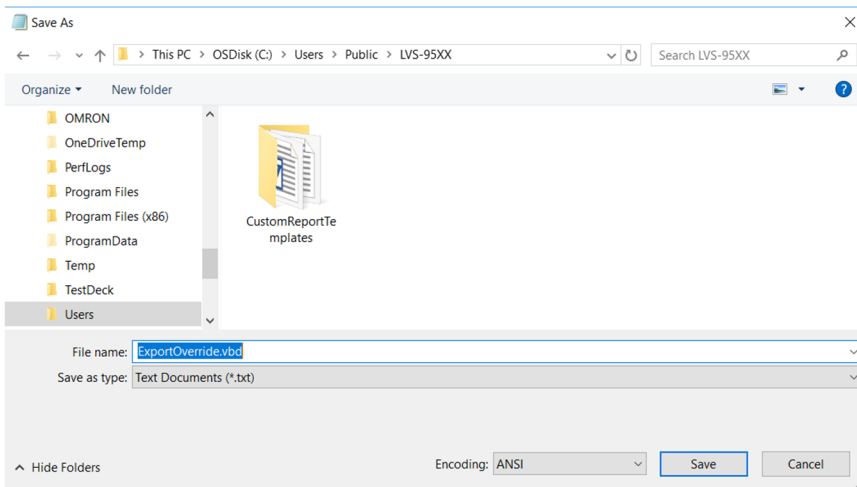 Save As
This PC > OSDisk (C:) > Users > Public > LVS-95XX
Search LVS-95XX
Organize
New folder
?
OMRON
OneDriveTemp
PerfLogs
Program Files
Program Files (x86)
ProgramData
Temp
TestDeck
Users
CustomReportTe
mplates
File name: ExportOverride.vbd
Save as type: Text Documents (*.txt)
Hide Folders
Encoding: ANSI
Save
Cancel